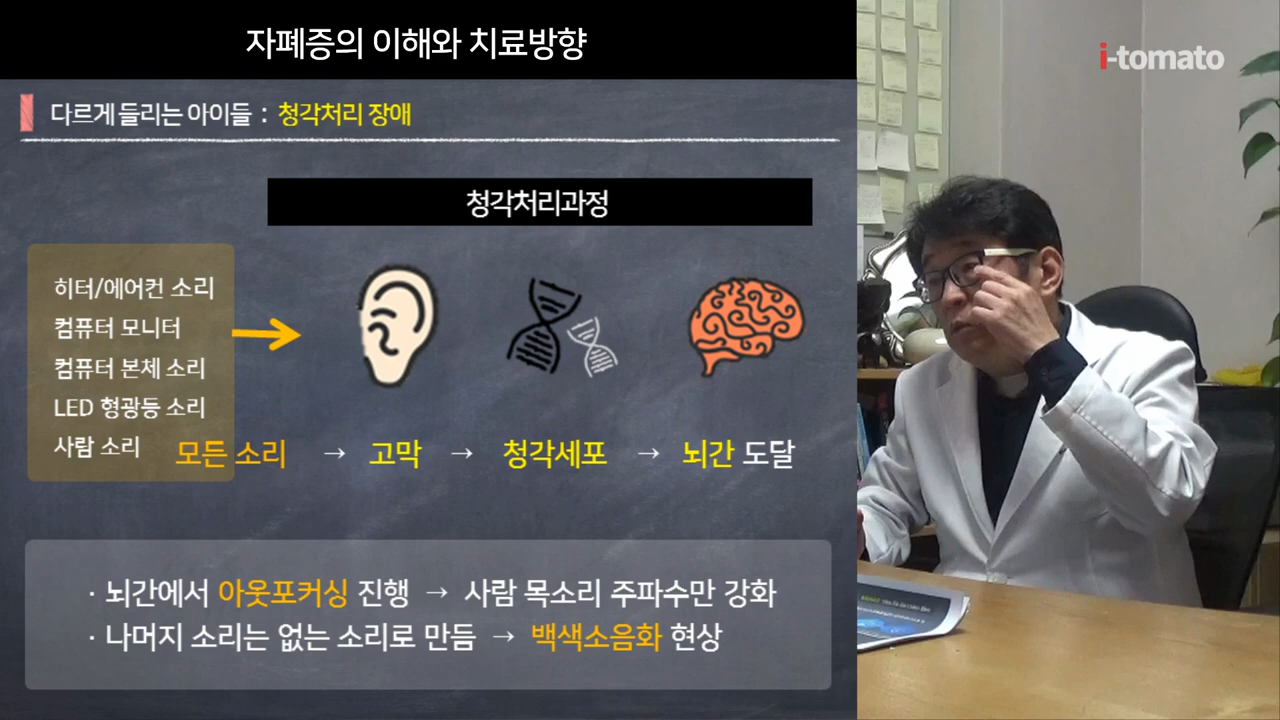 자폐증의 이해와 치료방향
i-tomato
다르게 들리는 아이들 : 청각처리 장애
청각처리과정
히터/에어컨 소리
컴퓨터 모니터
컴퓨터 본체 소리
LED 형광등 소리
사람 소리
모든 소리 → 고막 → 청각세포 → 뇌간 도달
· 뇌간에서 아웃포커싱 진행 → 사람 목소리 주파수만 강화
· 나머지 소리는 없는 소리로 만듬 → 백색소음화 현상